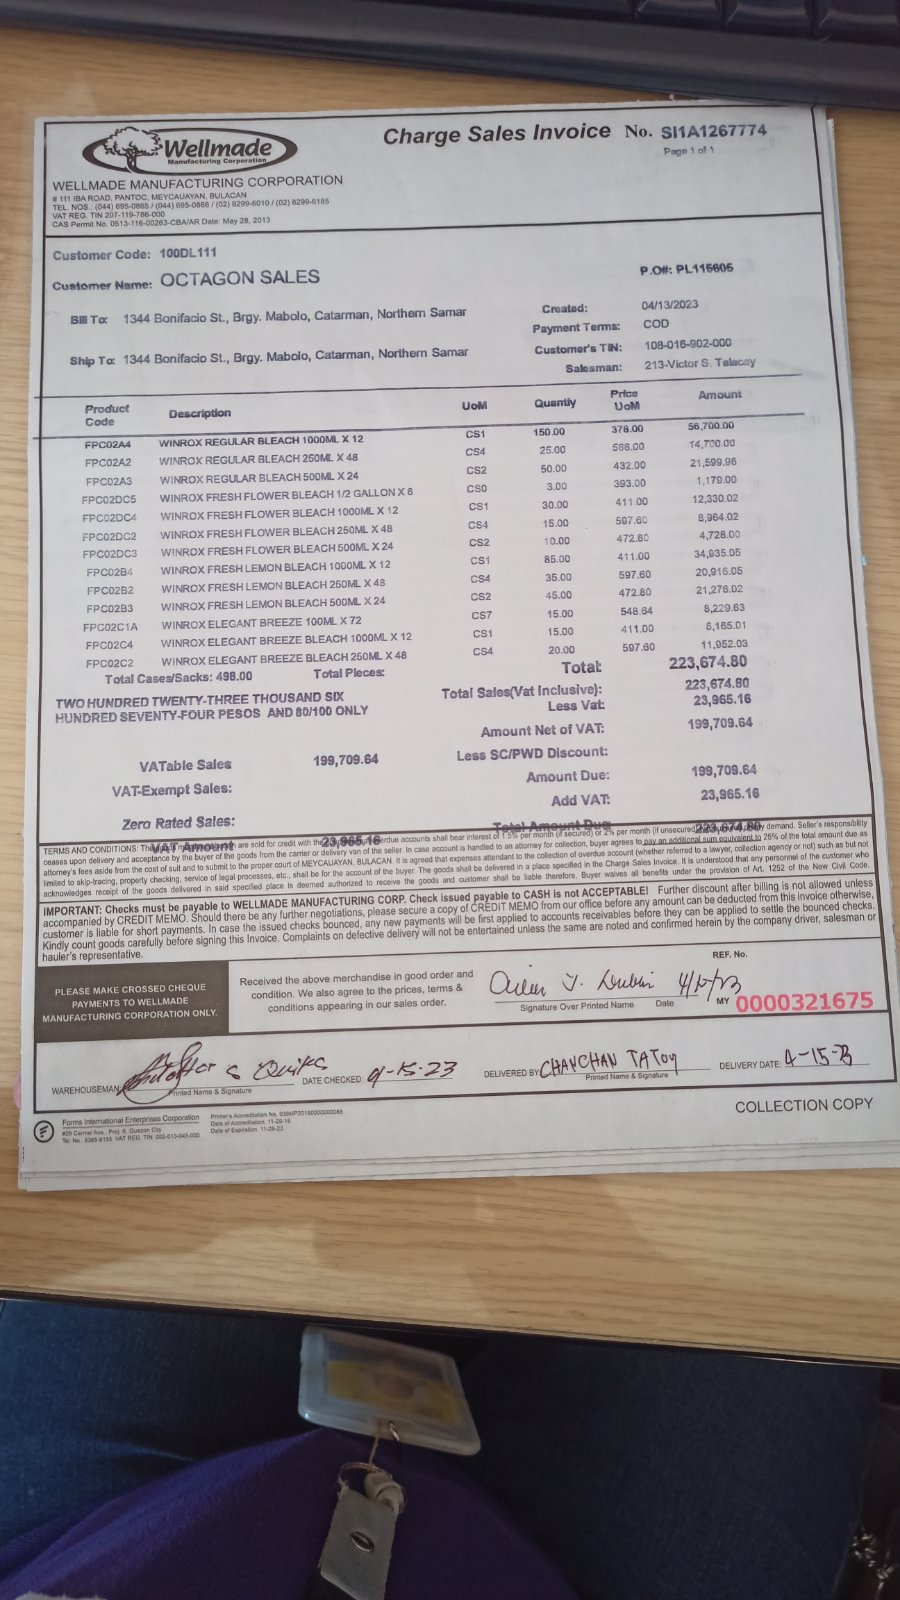 Wellmade
Manufacturing Corporation
Charge Sales Invoice No. SI1A1267774
Page 1 of 1
WELLMADE MANUFACTURING CORPORATION
# 111 IBA ROAD, PANTOC, MEYCAUAYAN, BULACAN
TEL. NOS.: (044) 695-0865 / (044) 695-0866 / (02) 8299-6010 / (02) 8299-6185
VAT REG. TIN 207-119-786-000
CAS Permit No. 0513-116-00263-CBA/AR Date: May 28, 2013
Customer Code: 100DL111
Customer Name: OCTAGON SALES
P.O#: PL115605
Bill To: 1344 Bonifacio St., Brgy. Mabolo, Catarman, Northern Samar
Created: 04/13/2023
Payment Terms: COD
Ship To: 1344 Bonifacio St., Brgy. Mabolo, Catarman, Northern Samar
Customer's TIN: 108-016-902-000
Salesman: 213-Victor S. Talacay
Product Code Description UoM Quantity Price UoM Amount
FPC02A4 WINROX REGULAR BLEACH 1000ML X 12 CS1 150.00 378.00 56,700.00
FPC02A2 WINROX REGULAR BLEACH 250ML X 48 CS4 25.00 588.00 14,700.00
FPC02A3 WINROX REGULAR BLEACH 500ML X 24 CS2 50.00 432.00 21,599.96
FPC02DC5 WINROX FRESH FLOWER BLEACH 1/2 GALLON X 6 CS0 3.00 393.00 1,179.00
FPC02DC4 WINROX FRESH FLOWER BLEACH 1000ML X 12 CS1 30.00 411.00 12,330.02
FPC02DC2 WINROX FRESH FLOWER BLEACH 250ML X 48 CS4 15.00 597.60 8,964.02
FPC02DC3 WINROX FRESH FLOWER BLEACH 500ML X 24 CS2 10.00 472.80 4,728.00
FPC02B4 WINROX FRESH LEMON BLEACH 1000ML X 12 CS1 85.00 411.00 34,935.05
FPC02B2 WINROX FRESH LEMON BLEACH 250ML X 48 CS4 35.00 597.60 20,916.05
FPC02B3 WINROX FRESH LEMON BLEACH 500ML X 24 CS2 45.00 472.80 21,276.02
FPC02C1A WINROX ELEGANT BREEZE 100ML X 72 CS7 15.00 548.64 8,229.63
FPC02C4 WINROX ELEGANT BREEZE BLEACH 1000ML X 12 CS1 15.00 411.00 6,165.01
FPC02C2 WINROX ELEGANT BREEZE BLEACH 250ML X 48 CS4 20.00 597.60 11,952.03
Total Cases/Sacks: 498.00 Total Pieces: Total: 223,674.80
TWO HUNDRED TWENTY-THREE THOUSAND SIX
HUNDRED SEVENTY-FOUR PESOS AND 80/100 ONLY
Total Sales(Vat Inclusive): 223,674.80
Less Vat: 23,965.16
Amount Net of VAT: 199,709.64
VATable Sales 199,709.64
Less SC/PWD Discount:
VAT-Exempt Sales:
Amount Due: 199,709.64
Add VAT: 23,965.16
Zero Rated Sales:
Total Amount Due 223,674.80
VAT Amount 23,965.16
TERMS AND CONDITIONS: are sold for credit with overdue accounts shall bear interest of 1.5% per month (if secured) or 2% per month (if unsecured) demand. Seller's responsibility
ceases upon delivery and acceptance by the buyer of the goods from the carrier or delivery van of the seller. In case account is handled to an attorney for collection, buyer agrees to pay an additional sum equivalent to 25% of the total amount due as
attorney's fees aside from the cost of suit and to submit to the proper court of MEYCAUAYAN, BULACAN. It is agreed that expenses attendant to the collection of overdue account (whether referred to a lawyer, collection agency or not) such as but not
limited to skip-tracing, property checking, service of legal processes, etc., shall be for the account of the buyer. The goods shall be delivered in a place specified in the Charge Sales Invoice. It is understood that any personnel of the customer who
acknowledges receipt of the goods delivered in said specified place is deemed authorized to receive the goods and customer shall be liable therefore. Buyer waives all benefits under the provision of Art. 1252 of the New Civil Code.
IMPORTANT: Checks must be payable to WELLMADE MANUFACTURING CORP. Check issued payable to CASH is not ACCEPTABLE! Further discount after billing is not allowed unless
accompanied by CREDIT MEMO. Should there be any further negotiations, please secure a copy of CREDIT MEMO from our office before any amount can be deducted from this invoice otherwise,
customer is liable for short payments. In case the issued checks bounced, any new payments will be first applied to accounts receivables before they can be applied to settle the bounced checks.
Kindly count goods carefully before signing this Invoice. Complaints on defective delivery will not be entertained unless the same are noted and confirmed herein by the company driver, salesman or
hauler's representative.
PLEASE MAKE CROSSED CHEQUE
PAYMENTS TO WELLMADE
MANUFACTURING CORPORATION ONLY.
Received the above merchandise in good order and
condition. We also agree to the prices, terms &
conditions appearing in our sales order.
Signature Over Printed Name Date
REF. No.
MY 0000321675
WAREHOUSEMAN
Printed Name & Signature
DATE CHECKED: 4-15-23
DELIVERED BY CHANCHAN TATOY
Printed Name & Signature
DELIVERY DATE: 4-15-23
COLLECTION COPY
Forms International Enterprises Corporation
#28 Carmel Ave., Proj. 6, Quezon City
Date of Accreditation: 11-29-18